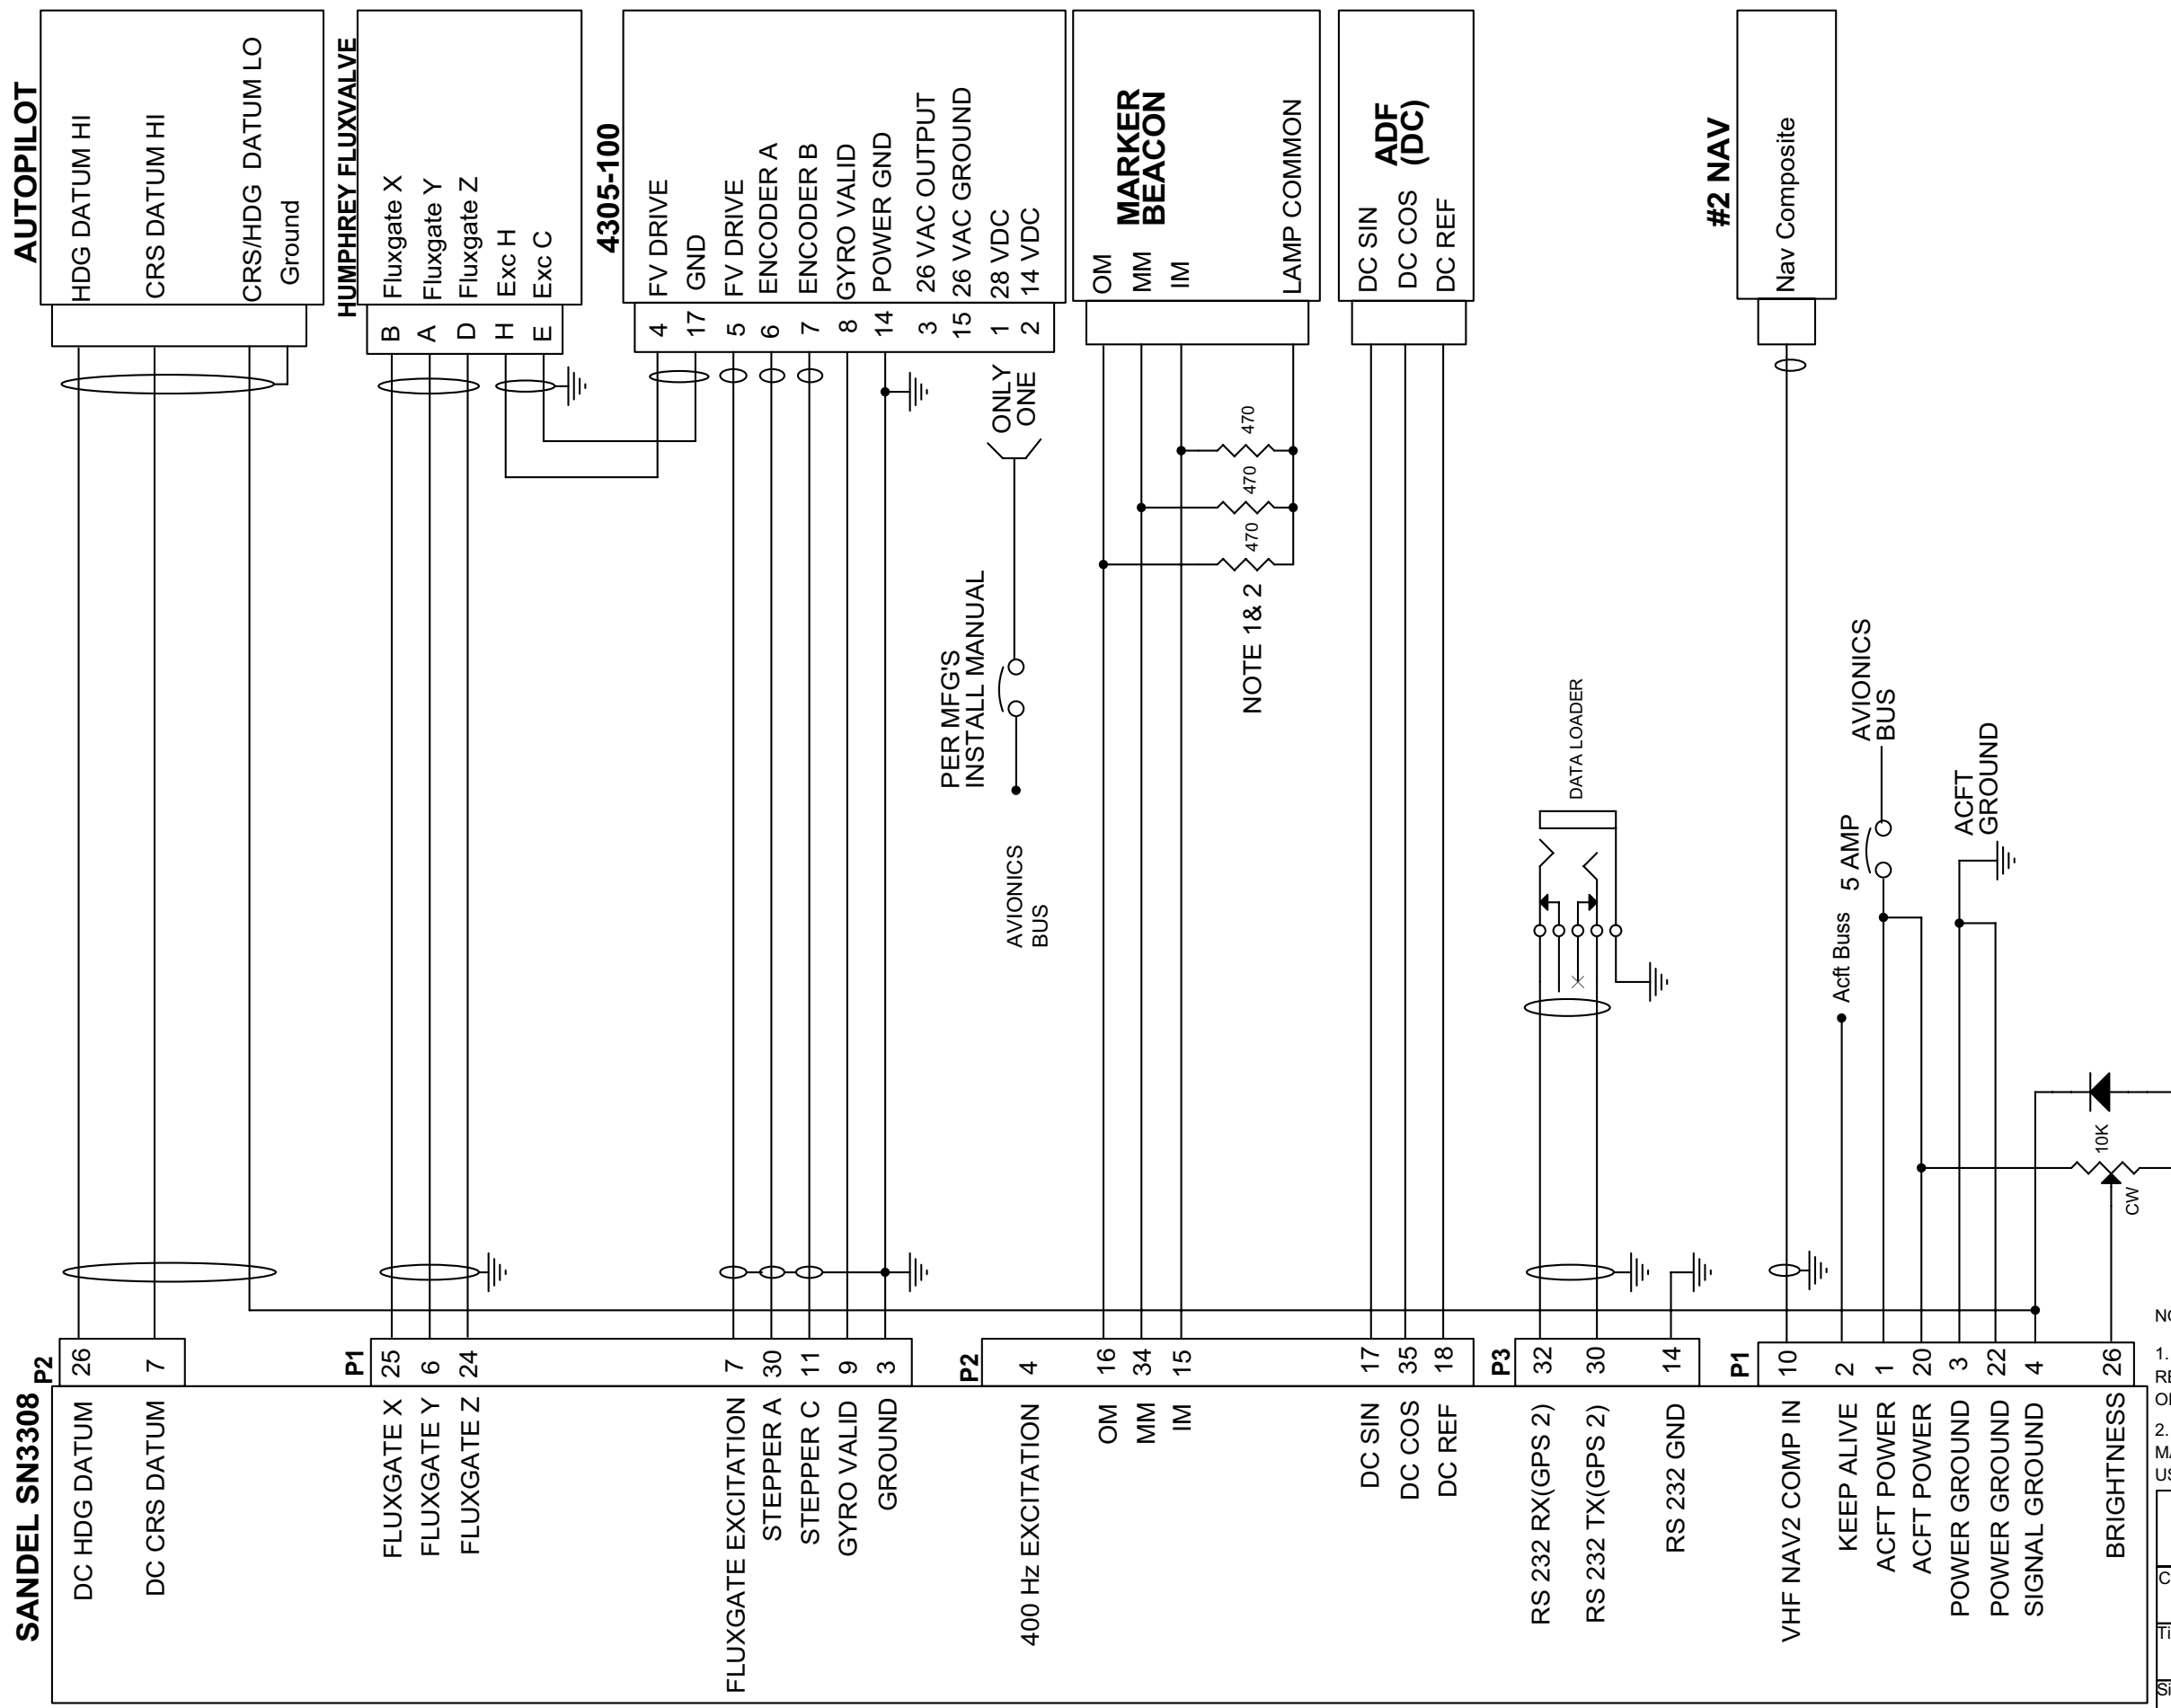 SANDEL SN3308
P2
DC HDG DATUM
26
DC CRS DATUM
7
AUTOPILOT
HDG DATUM HI
CRS DATUM HI
CRS/HDG DATUM LO
Ground
P1
FLUXGATE X
25
FLUXGATE Y
6
FLUXGATE Z
24
HUMPHREY FLUXVALVE
B
Fluxgate X
A
Fluxgate Y
D
Fluxgate Z
H
Exc H
E
Exc C
FLUXGATE EXCITATION
7
STEPPER A
30
STEPPER C
11
GYRO VALID
9
GROUND
3
4305-100
4
FV DRIVE
17
GND
5
FV DRIVE
6
ENCODER A
7
ENCODER B
8
GYRO VALID
14
POWER GND
3
26 VAC OUTPUT
15
26 VAC GROUND
1
28 VDC
2
14 VDC
AVIONICS
BUS
PER MFG'S
INSTALL MANUAL
ONLY
ONE
P2
400 Hz EXCITATION
4
OM
16
MM
34
IM
15
MARKER
BEACON
OM
MM
IM
LAMP COMMON
470
470
470
NOTE 1& 2
DC SIN
17
DC COS
35
DC REF
18
ADF
(DC)
DC SIN
DC COS
DC REF
P3
RS 232 RX(GPS 2)
32
RS 232 TX(GPS 2)
30
RS 232 GND
14
DATA LOADER
P1
VHF NAV2 COMP IN
10
KEEP ALIVE
2
ACFT POWER
1
ACFT POWER
20
POWER GROUND
3
POWER GROUND
22
SIGNAL GROUND
4
BRIGHTNESS
26
#2 NAV
Nav Composite
Acft Buss
5 AMP
AVIONICS
BUS
ACFT
GROUND
10K
CW
1.
2.